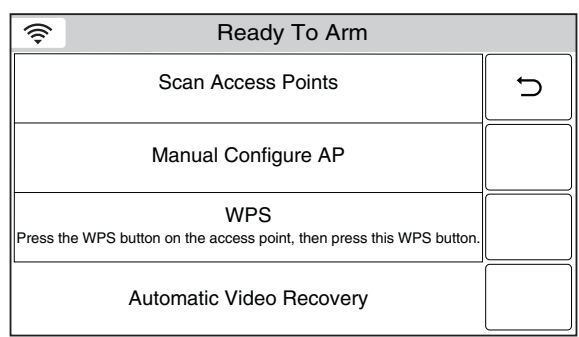 Ready To Arm
Scan Access Points
Manual Configure AP
WPS
Press the WPS button on the access point, then press this WPS button.
Automatic Video Recovery